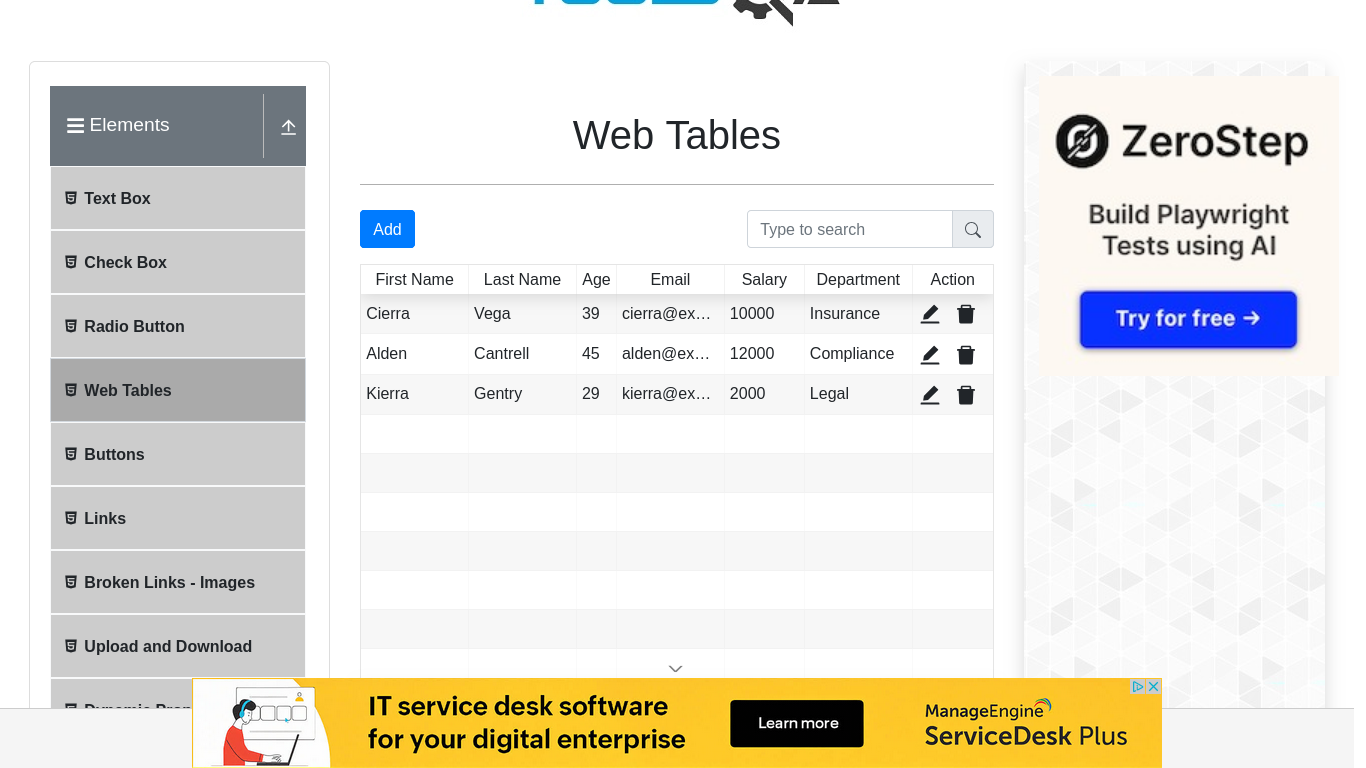 Elements
Text Box
Check Box
Radio Button
Web Tables
Buttons
Links
Broken Links - Images
Upload and Download
Web Tables
Add
Type to search
First Name Last Name Age Email Salary Department Action
Cierra Vega 39 cierra@ex… 10000 Insurance
Alden Cantrell 45 alden@ex… 12000 Compliance
Kierra Gentry 29 kierra@ex… 2000 Legal
ZeroStep
Build Playwright
Tests using AI
Try for free →
IT service desk software
for your digital enterprise
Learn more
ManageEngine
ServiceDesk Plus